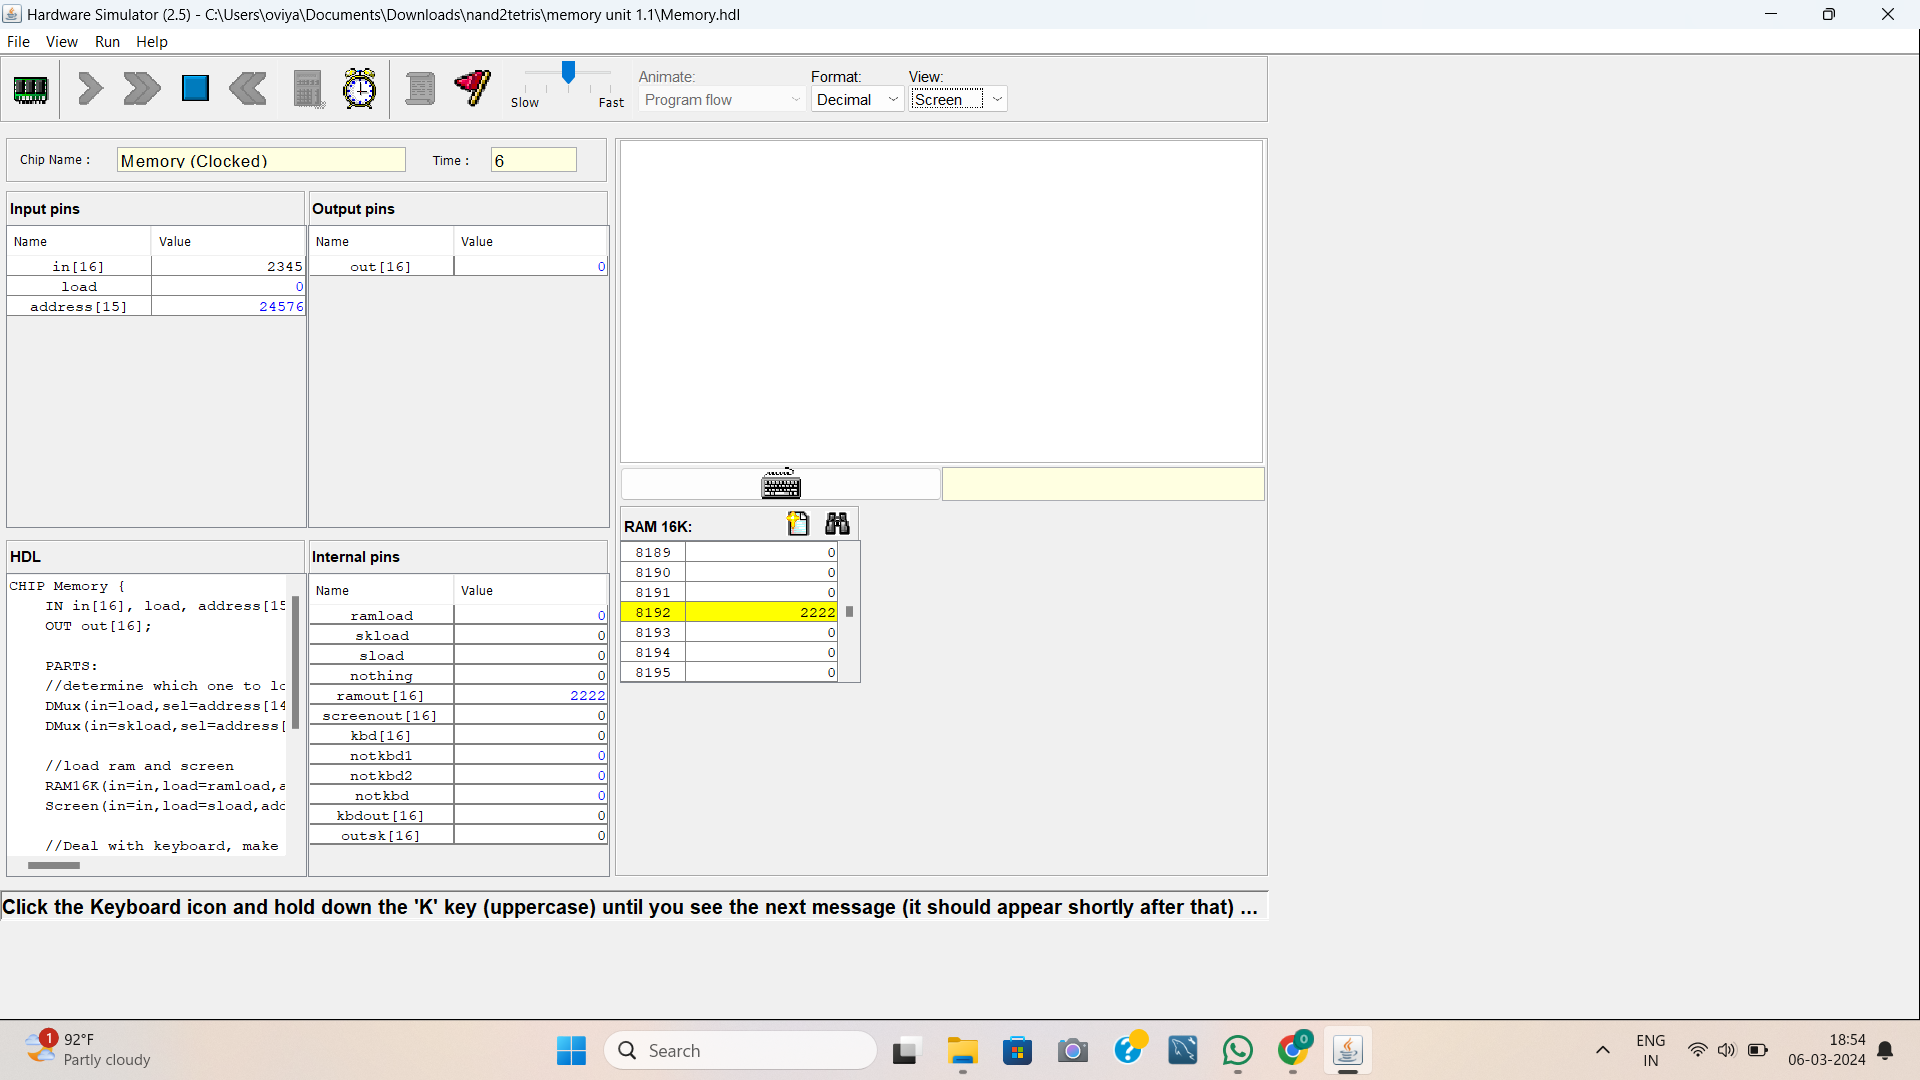 Hardware Simulator (2.5) - C:\Users\oviya\Documents\Downloads\nand2tetris\memory unit 1.1\Memory.hdl
File View Run Help
Slow Fast
Animate:
Program flow
Format:
Decimal
View:
Screen
Chip Name :
Memory (Clocked)
Time :
6
Input pins
Name Value
in[16] 2345
load 0
address[15] 24576
Output pins
Name Value
out[16] 0
HDL
CHIP Memory {
IN in[16], load, address[15
OUT out[16];
PARTS:
//determine which one to lo
DMux(in=load,sel=address[14
DMux(in=skload,sel=address[
//load ram and screen
RAM16K(in=in,load=ramload,a
Screen(in=in,load=sload,add
//Deal with keyboard, make
Internal pins
Name Value
ramload 0
skload 0
sload 0
nothing 0
ramout[16] 2222
screenout[16] 0
kbd[16] 0
notkbd1 0
notkbd2 0
notkbd 0
kbdout[16] 0
outsk[16] 0
RAM 16K:
8189 0
8190 0
8191 0
8192 2222
8193 0
8194 0
8195 0
Click the Keyboard icon and hold down the 'K' key (uppercase) until you see the next message (it should appear shortly after that) ...
1
92°F
Partly cloudy
Search
0
ENG
IN
18:54
06-03-2024